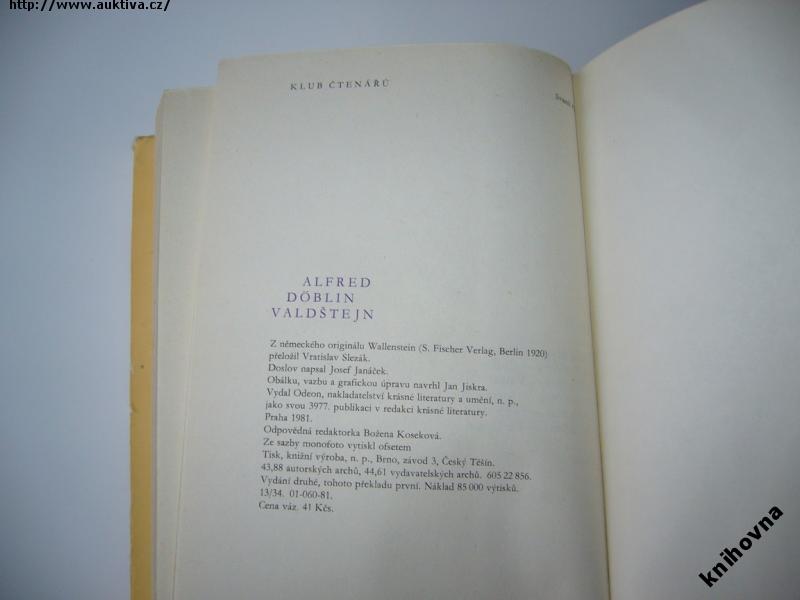 http://www.auktiva.cz/
KLUB ČTENÁŘŮ
ALFRED
DÖBLIN
VALDŠTEJN
Z německého originálu Wallenstein (S. Fischer Verlag, Berlin 1920)
přeložil Vratislav Slezák.
Doslov napsal Josef Janáček.
Obálku, vazbu a grafickou úpravu navrhl Jan Jiskra.
Vydal Odeon, nakladatelství krásné literatury a umění, n. p.,
jako svou 3977. publikaci v redakci krásné literatury.
Praha 1981.
Odpovědná redaktorka Božena Koseková.
Ze sazby monofoto vytiskl ofsetem
Tisk, knižní výroba, n. p., Brno, závod 3, Český Těšín.
43,88 autorských archů, 44,61 vydavatelských archů. 605 22 856.
Vydání druhé, tohoto překladu první. Náklad 85 000 výtisků.
13/34. 01-060-81.
Cena váz. 41 Kčs.
knihovna